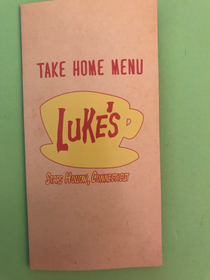 TAKE HOME MENU
LUKE'S
STARS HOLLOW, CONNECTICUT